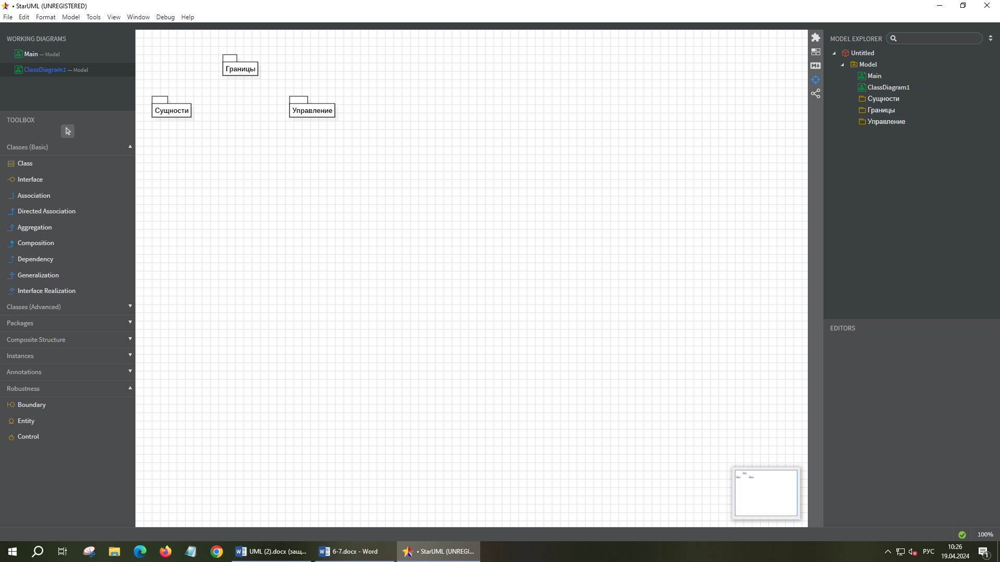 • StarUML (UNREGISTERED)
File Edit Format Model Tools View Window Debug Help
WORKING DIAGRAMS
Main — Model
ClassDiagram1 — Model
TOOLBOX
Classes (Basic)
Class
Interface
Association
Directed Association
Aggregation
Composition
Dependency
Generalization
Interface Realization
Classes (Advanced)
Packages
Composite Structure
Instances
Annotations
Robustness
Boundary
Entity
Control
Границы
Сущности
Управление
MODEL EXPLORER
Untitled
Model
Main
ClassDiagram1
Сущности
Границы
Управление
EDITORS
100%
UML (2).docx (защ...
6-7.docx - Word
• StarUML (UNREGI...
РУС
10:26
19.04.2024
1